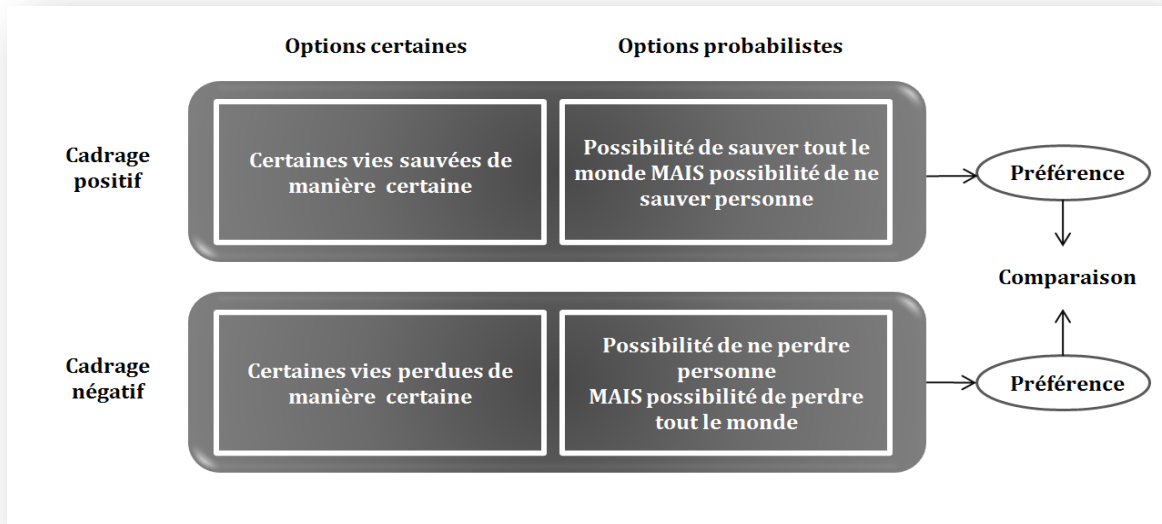 Options certaines
Options probabilistes
Cadrage
positif
Certaines vies sauvées de
manière certaine
Possibilité de sauver tout le
monde MAIS possibilité de ne
sauver personne
Préférence
Comparaison
Cadrage
négatif
Certaines vies perdues de
manière certaine
Possibilité de ne perdre
personne
MAIS possibilité de perdre
tout le monde
Préférence